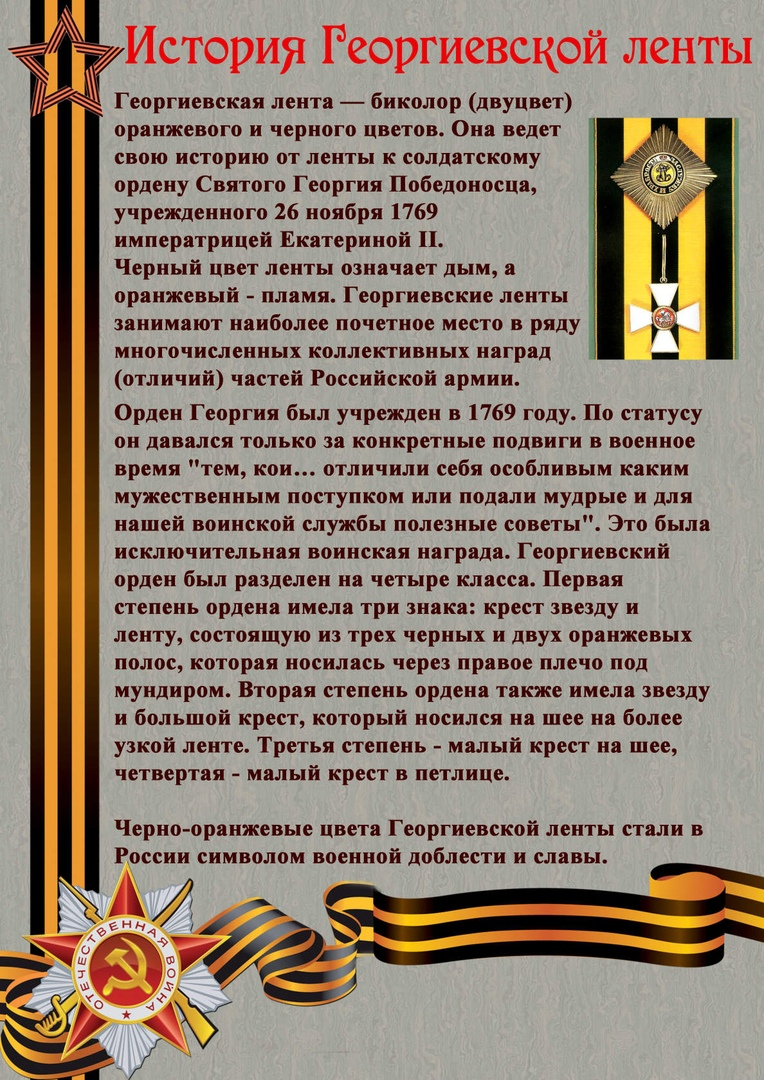 История Георгиевской ленты
Георгиевская лента — биколор (двуцвет)
оранжевого и черного цветов. Она ведет
свою историю от ленты к солдатскому
ордену Святого Георгия Победоносца,
учрежденного 26 ноября 1769
императрицей Екатериной II.
Черный цвет ленты означает дым, а
оранжевый - пламя. Георгиевские ленты
занимают наиболее почетное место в ряду
многочисленных коллективных наград
(отличий) частей Российской армии.
Орден Георгия был учрежден в 1769 году. По статусу
он давался только за конкретные подвиги в военное
время "тем, кои... отличили себя особливым каким
мужественным поступком или подали мудрые и для
нашей воинской службы полезные советы". Это была
исключительная воинская награда. Георгиевский
орден был разделен на четыре класса. Первая
степень ордена имела три знака: крест звезду и
ленту, состоящую из трех черных и двух оранжевых
полос, которая носилась через правое плечо под
мундиром. Вторая степень ордена также имела звезду
и большой крест, который носился на шее на более
узкой ленте. Третья степень - малый крест на шее,
четвертая - малый крест в петлице.
Черно-оранжевые цвета Георгиевской ленты стали в
России символом военной доблести и славы.
ОТЕЧЕСТВЕННАЯ ВОЙНА